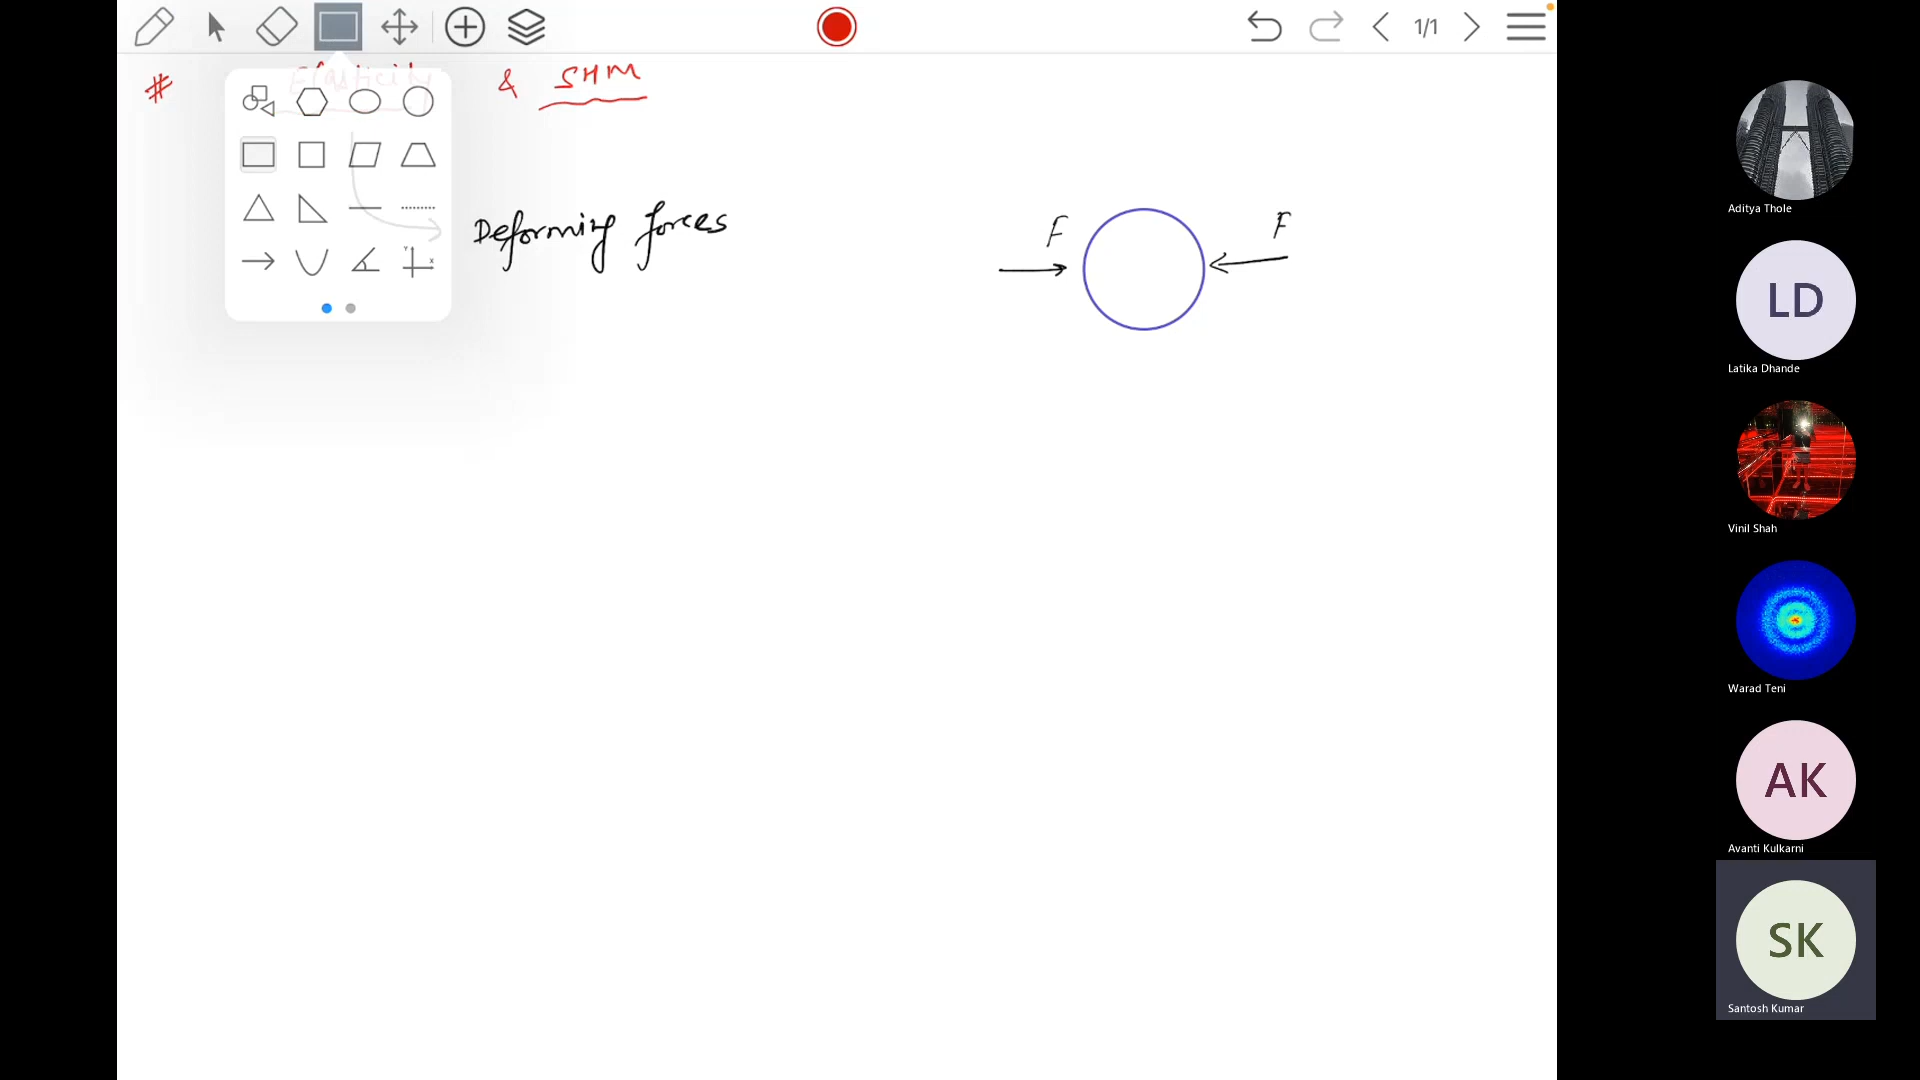 1/1
# Elasticity & SHM
Deforming forces
F
F
Y
x
Aditya Thole
LD
Latika Dhande
Vinil Shah
Warad Teni
AK
Avanti Kulkarni
SK
Santosh Kumar